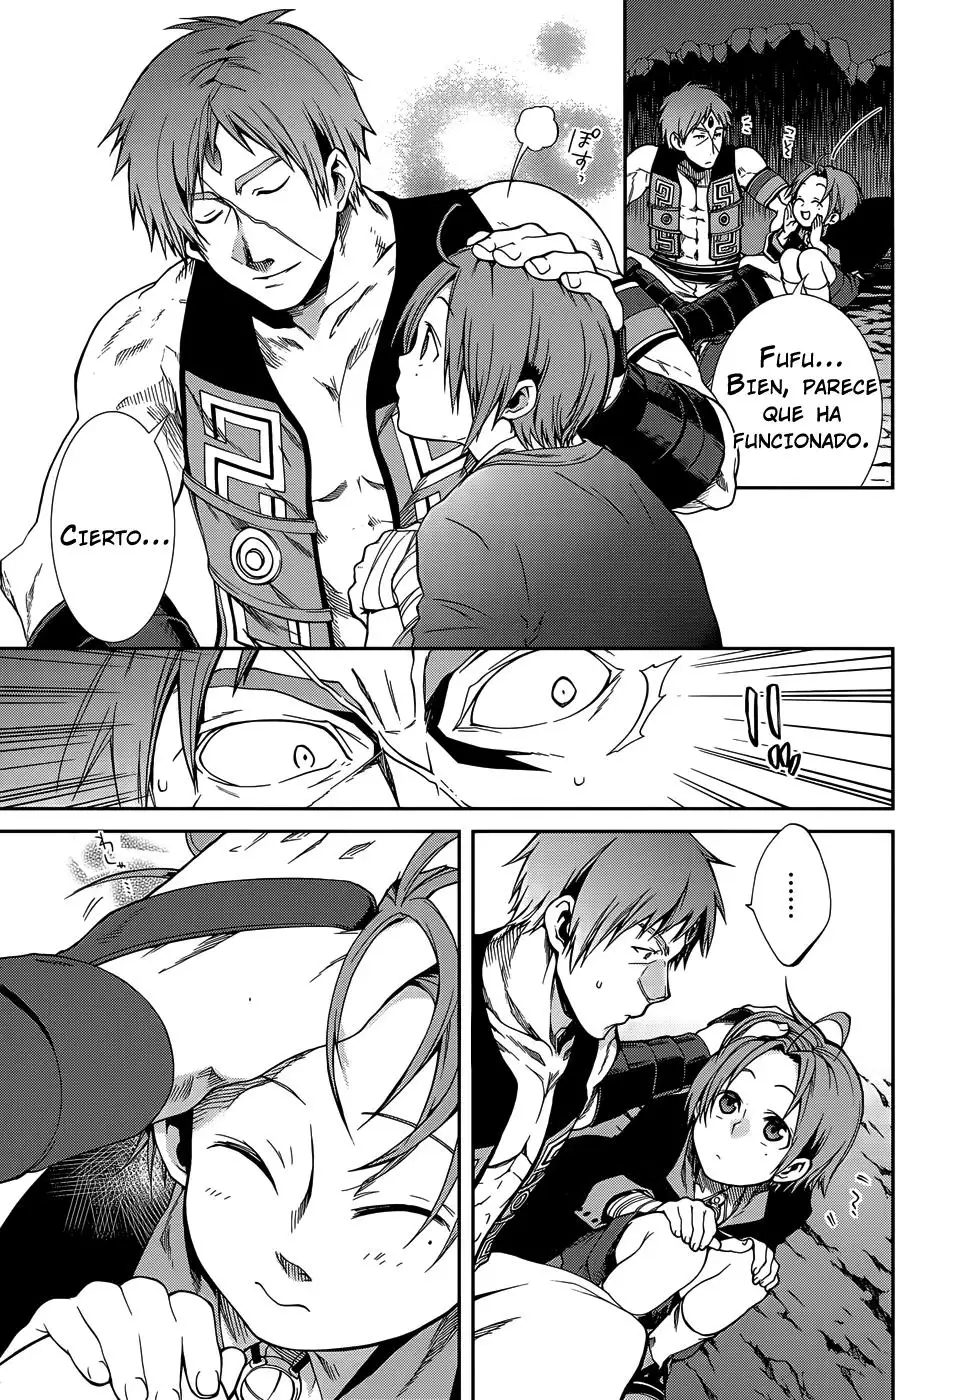 FUFU...
BIEN, PARECE
QUE HA
FUNCIONADO.
ぽすっ
CIERTO...
......